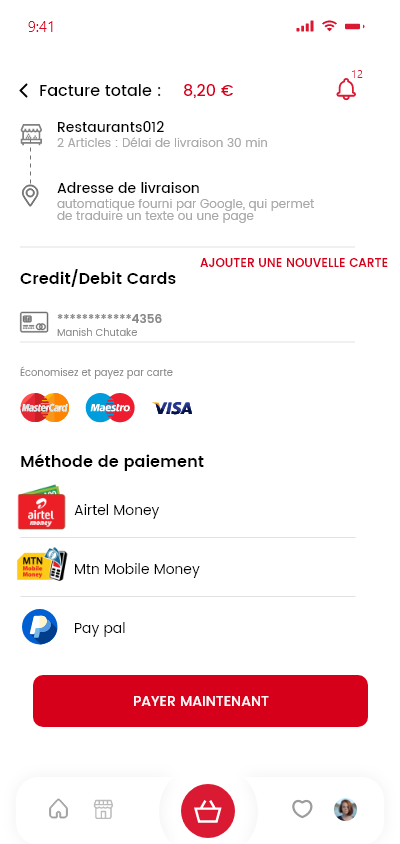 9:41
12
Facture totale : 8,20 €
Restaurants012
2 Articles : Délai de livraison 30 min
Adresse de livraison
automatique fourni par Google, qui permet
de traduire un texte ou une page
AJOUTER UNE NOUVELLE CARTE
Credit/Debit Cards
************4356
Manish Chutake
Économisez et payez par carte
MasterCard Maestro VISA
Méthode de paiement
airtel
money
Airtel Money
MTN
Mobile
Money
Mtn Mobile Money
Pay pal
PAYER MAINTENANT